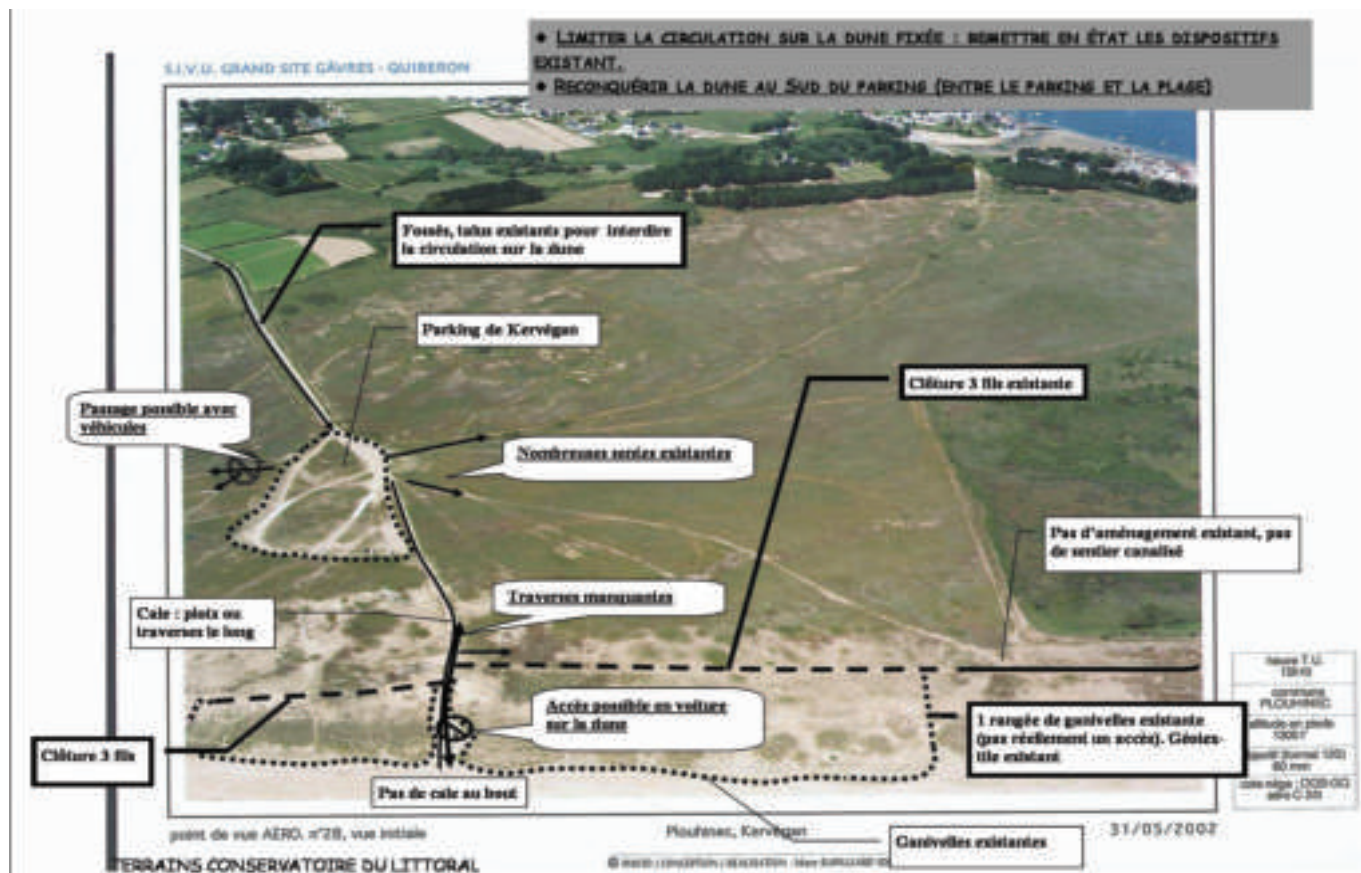 ● LIMITER LA CIRCULATION SUR LA DUNE FIXÉE : REMETTRE EN ÉTAT LES DISPOSITIFS
EXISTANT.
● RECONQUÉRIR LA DUNE AU SUD DU PARKING (ENTRE LE PARKING ET LA PLAGE)
S.I.V.U. GRAND SITE GÂVRES - QUIBERON
Fossés, talus existants pour interdire
la circulation sur la dune
Parking de Kervégan
Clôture 3 fils existante
Passage possible avec
véhicules
Nombreuses sentes existantes
Pas d'aménagement existant, pas
de sentier canalisé
Traverses manquantes
Cale : plots ou
traverses le long
Accès possible en voiture
sur la dune
1 rangée de ganivelles existante
(pas réellement un accès). Géotex-
tile existant
Clôture 3 fils
Pas de cale au bout
Ganivelles existantes
heure T.U.
commune
PLOUHINEC
altitude en pieds
60 mm
point de vue AERO. n°28, vue initiale
Plouhinec, Kervégan
31/05/2002
TERRAINS CONSERVATOIRE DU LITTORAL